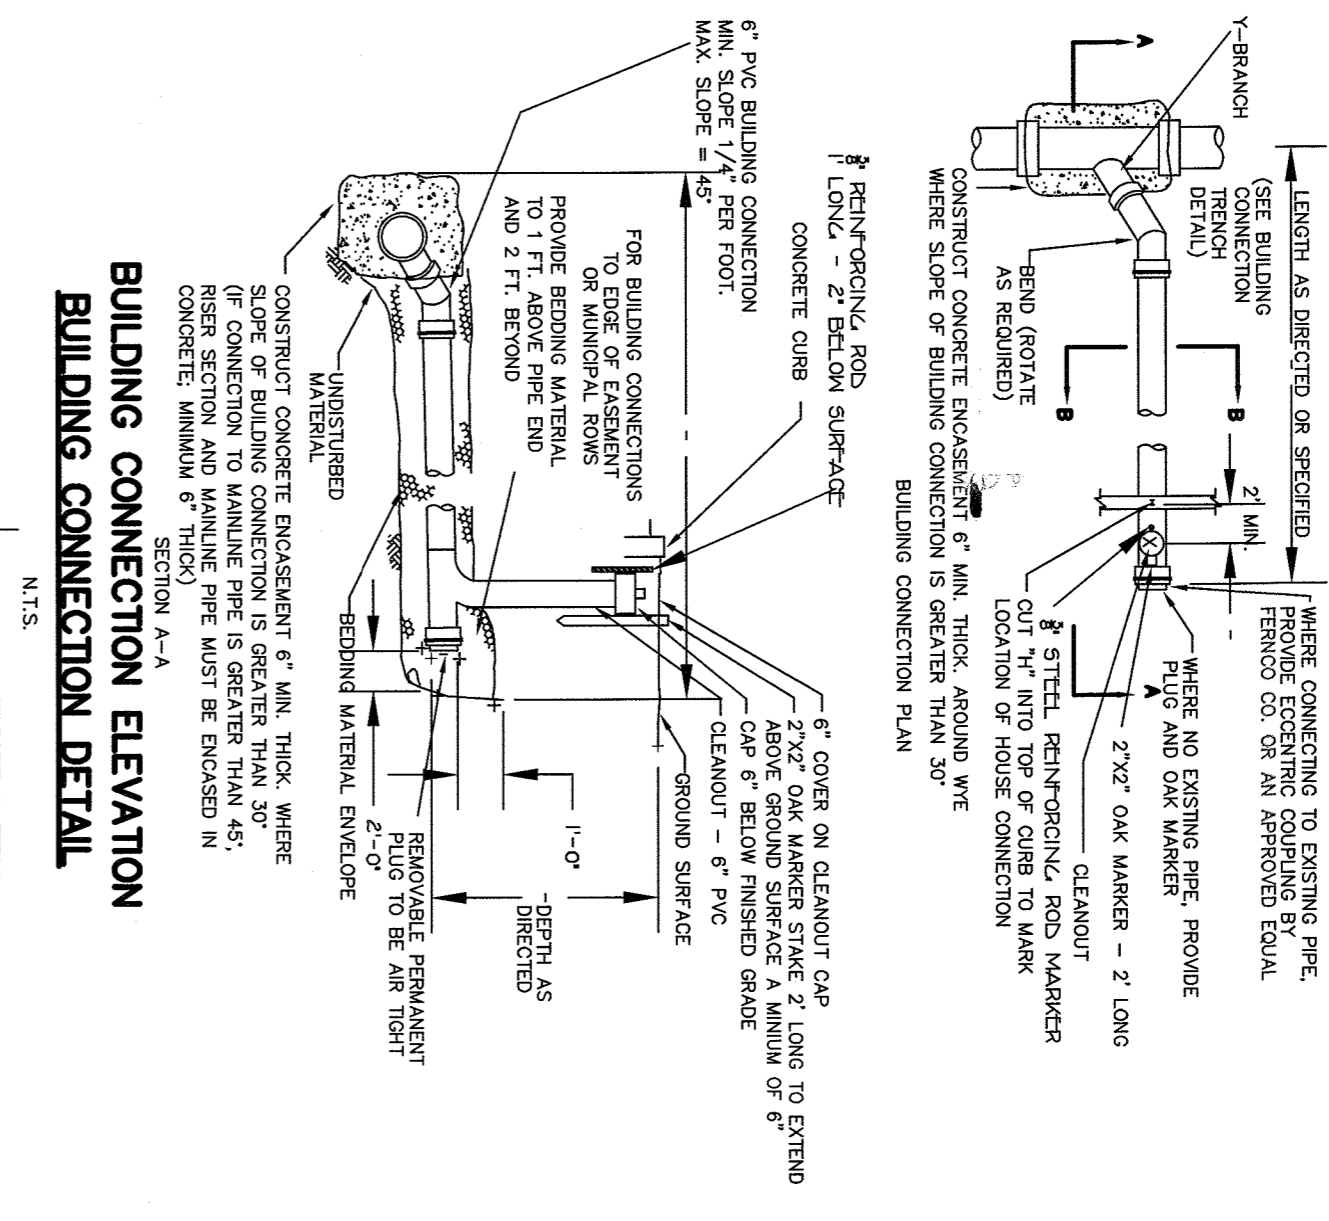 Y-BRANCH
A
LENGTH AS DIRECTED OR SPECIFIED
(SEE BUILDING
CONNECTION
TRENCH
DETAIL)
BEND (ROTATE
AS REQUIRED)
B
B
2' MIN.
WHERE CONNECTING TO EXISTING PIPE,
PROVIDE ECCENTRIC COUPLING BY
FERNCO CO. OR AN APPROVED EQUAL
WHERE NO EXISTING PIPE, PROVIDE
PLUG AND OAK MARKER
A
2"X2" OAK MARKER - 2' LONG
CLEANOUT
3/8" STEEL REINFORCING ROD MARKER
CUT "H" INTO TOP OF CURB TO MARK
LOCATION OF HOUSE CONNECTION
CONSTRUCT CONCRETE ENCASEMENT 6" MIN. THICK. AROUND WYE
WHERE SLOPE OF BUILDING CONNECTION IS GREATER THAN 30°
BUILDING CONNECTION PLAN
3/8" REINFORCING ROD
1' LONG - 2" BELOW SURFACE
CONCRETE CURB
6" PVC BUILDING CONNECTION
MIN. SLOPE 1/4" PER FOOT.
MAX. SLOPE = 45°
FOR BUILDING CONNECTIONS
TO EDGE OF EASEMENT
OR MUNICIPAL ROWS
PROVIDE BEDDING MATERIAL
TO 1 FT. ABOVE PIPE END
AND 2 FT. BEYOND
6" COVER ON CLEANOUT CAP
2"X2" OAK MARKER STAKE 2' LONG TO EXTEND
ABOVE GROUND SURFACE A MINIUM OF 6"
CAP 6" BELOW FINISHED GRADE
CLEANOUT - 6" PVC
GROUND SURFACE
1'-0"
DEPTH AS
DIRECTED
REMOVABLE PERMANENT
PLUG TO BE AIR TIGHT
2'-0"
BEDDING MATERIAL ENVELOPE
UNDISTURBED
MATERIAL
CONSTRUCT CONCRETE ENCASEMENT 6" MIN. THICK. WHERE
SLOPE OF BUILDING CONNECTION IS GREATER THAN 30°
(IF CONNECTION TO MAINLINE PIPE IS GREATER THAN 45°,
RISER SECTION AND MAINLINE PIPE MUST BE ENCASED IN
CONCRETE; MINIMUM 6" THICK)
SECTION A-A
BUILDING CONNECTION ELEVATION
BUILDING CONNECTION DETAIL
N.T.S.